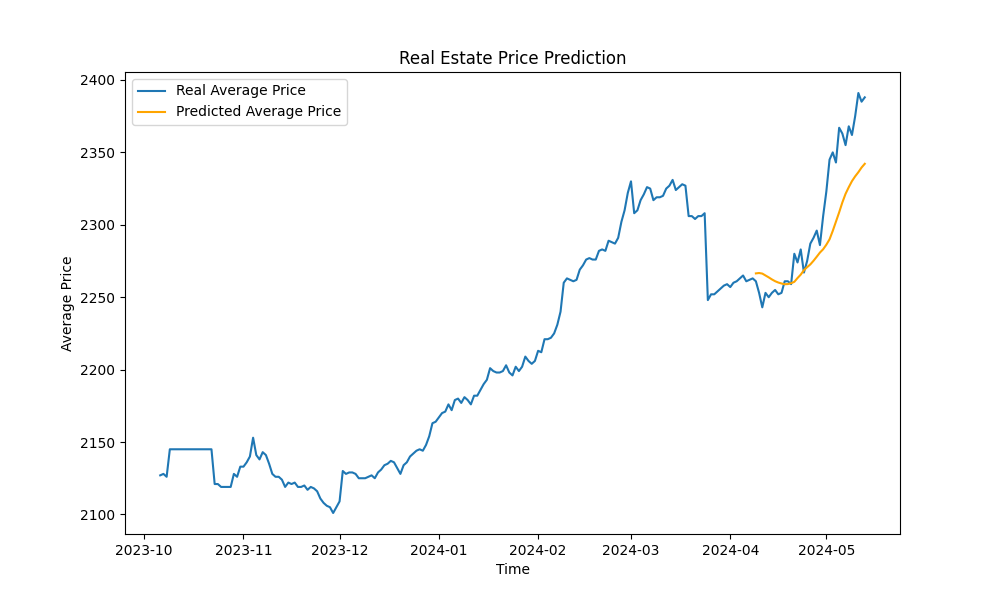 Real Estate Price Prediction
Real Average Price
Predicted Average Price
2400
2350
2300
2250
2200
2150
2100
Average Price
2023-10 2023-11 2023-12 2024-01 2024-02 2024-03 2024-04 2024-05
Time